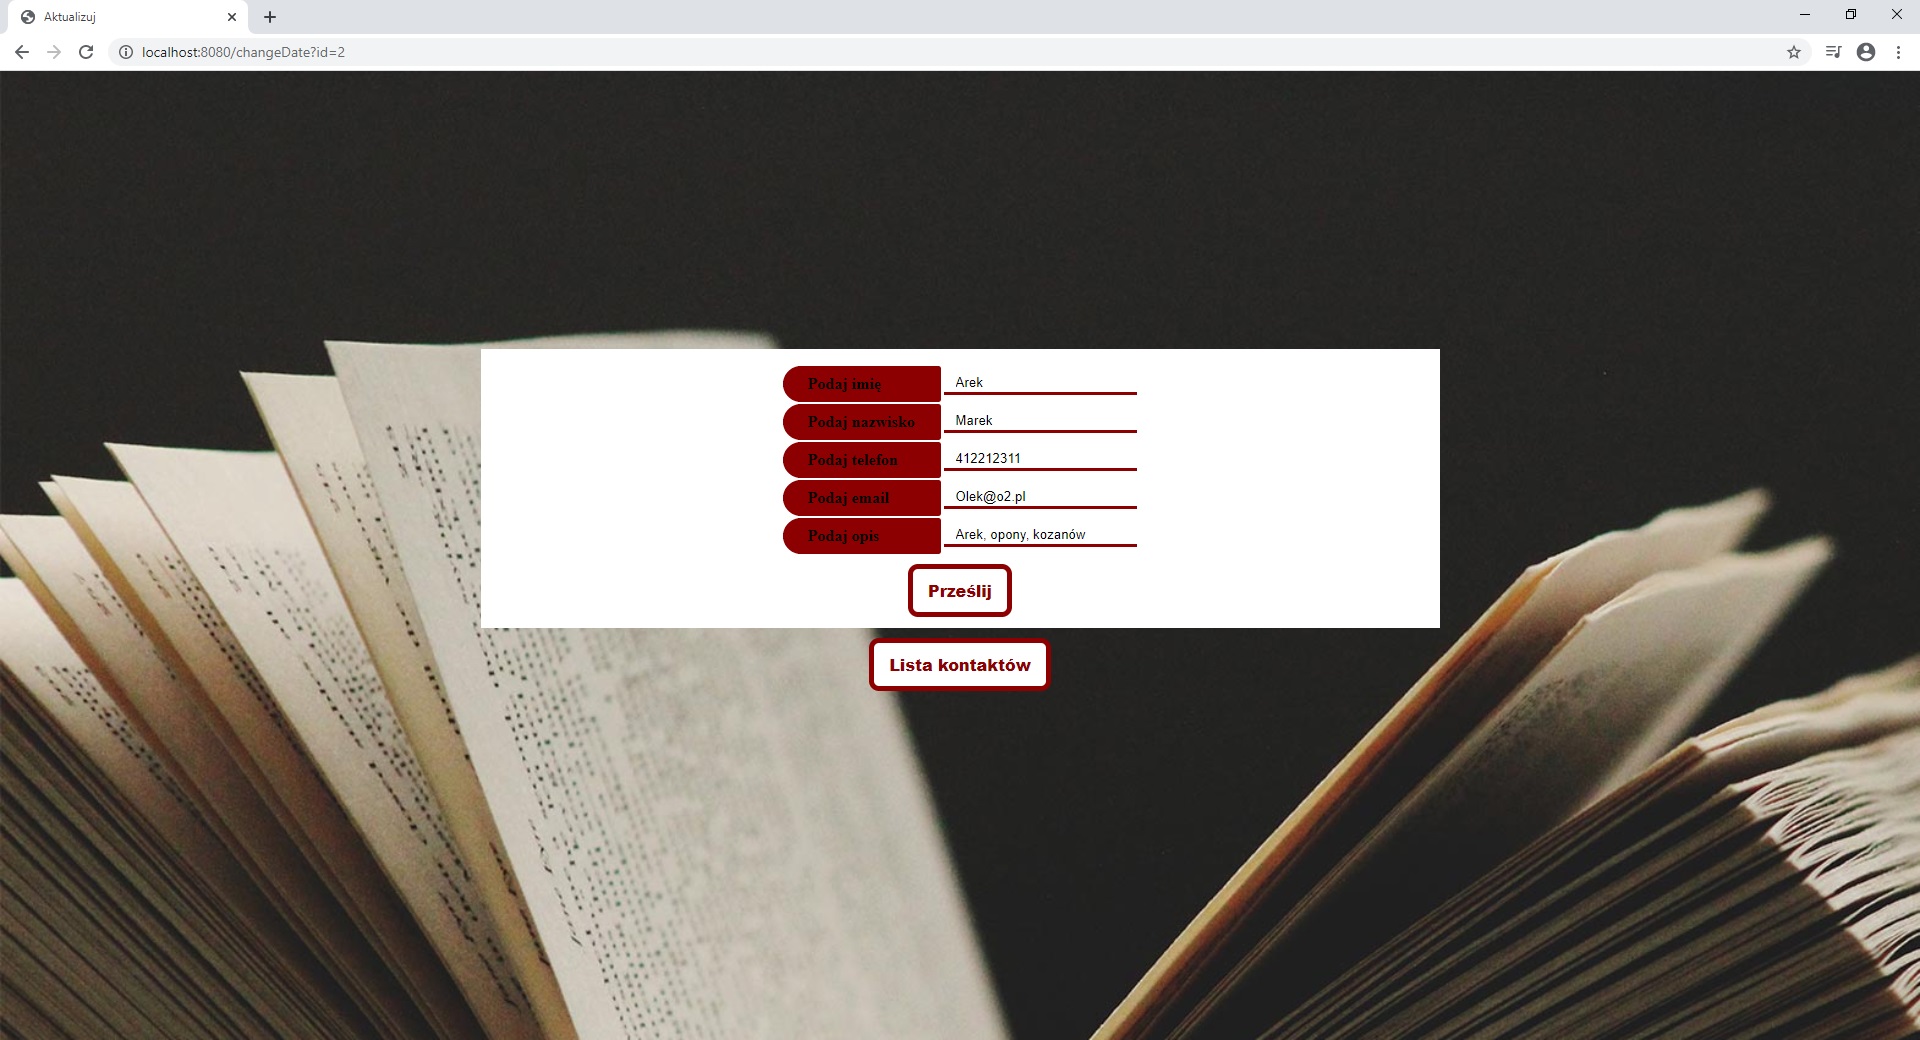 Aktualizuj
localhost:8080/changeDate?id=2
Podaj imię Arek
Podaj nazwisko Marek
Podaj telefon 412212311
Podaj email Olek@o2.pl
Podaj opis Arek, opony, kozanów
Prześlij
Lista kontaktów